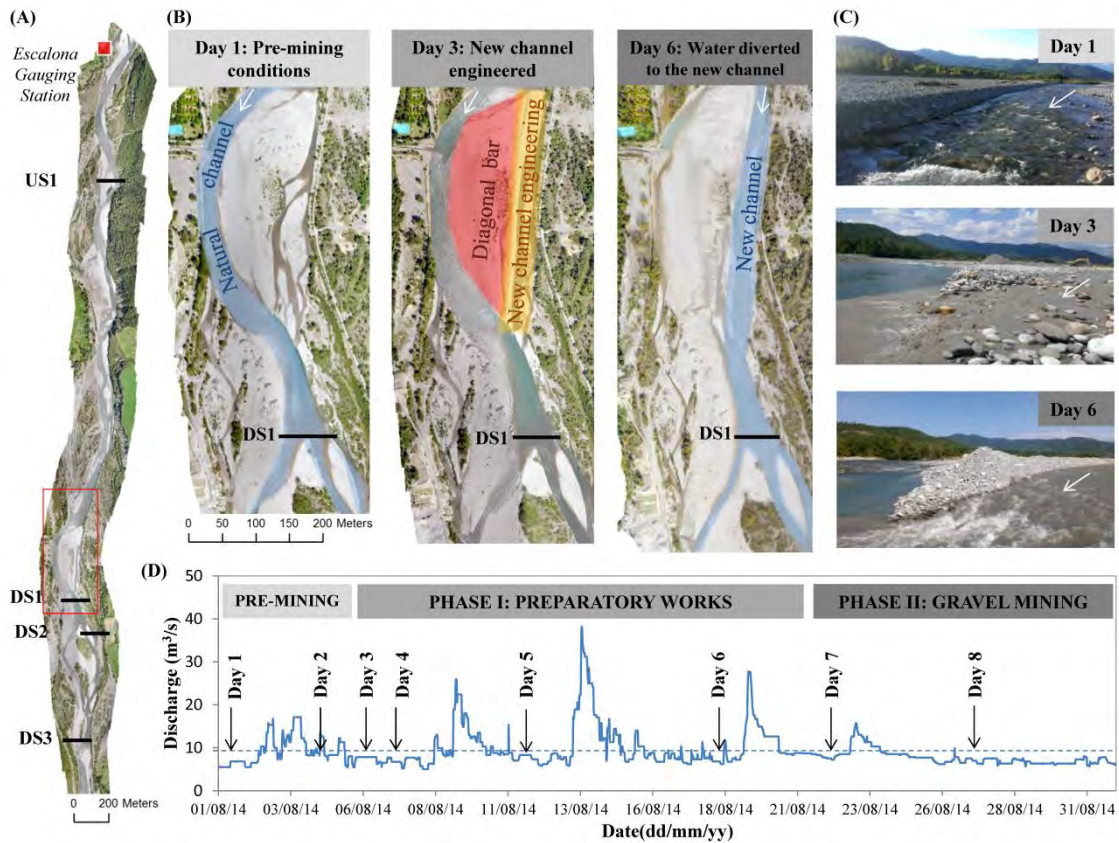 (A)
Escalona
Gauging
Station
US1
DS1
DS2
DS3
0 200 Meters
(B)
Day 1: Pre-mining
conditions
Natural channel
DS1
0 50 100 150 200 Meters
Day 3: New channel
engineered
Diagonal bar
New channel engineering
DS1
Day 6: Water diverted
to the new channel
New channel
DS1
(C)
Day 1
Day 3
Day 6
(D)
PRE-MINING
PHASE I: PREPARATORY WORKS
PHASE II: GRAVEL MINING
Discharge (m³/s)
50
40
30
20
10
0
Day 1
Day 2
Day 3
Day 4
Day 5
Day 6
Day 7
Day 8
01/08/14 03/08/14 06/08/14 08/08/14 11/08/14 13/08/14 16/08/14 18/08/14 21/08/14 23/08/14 26/08/14 28/08/14 31/08/14
Date(dd/mm/yy)